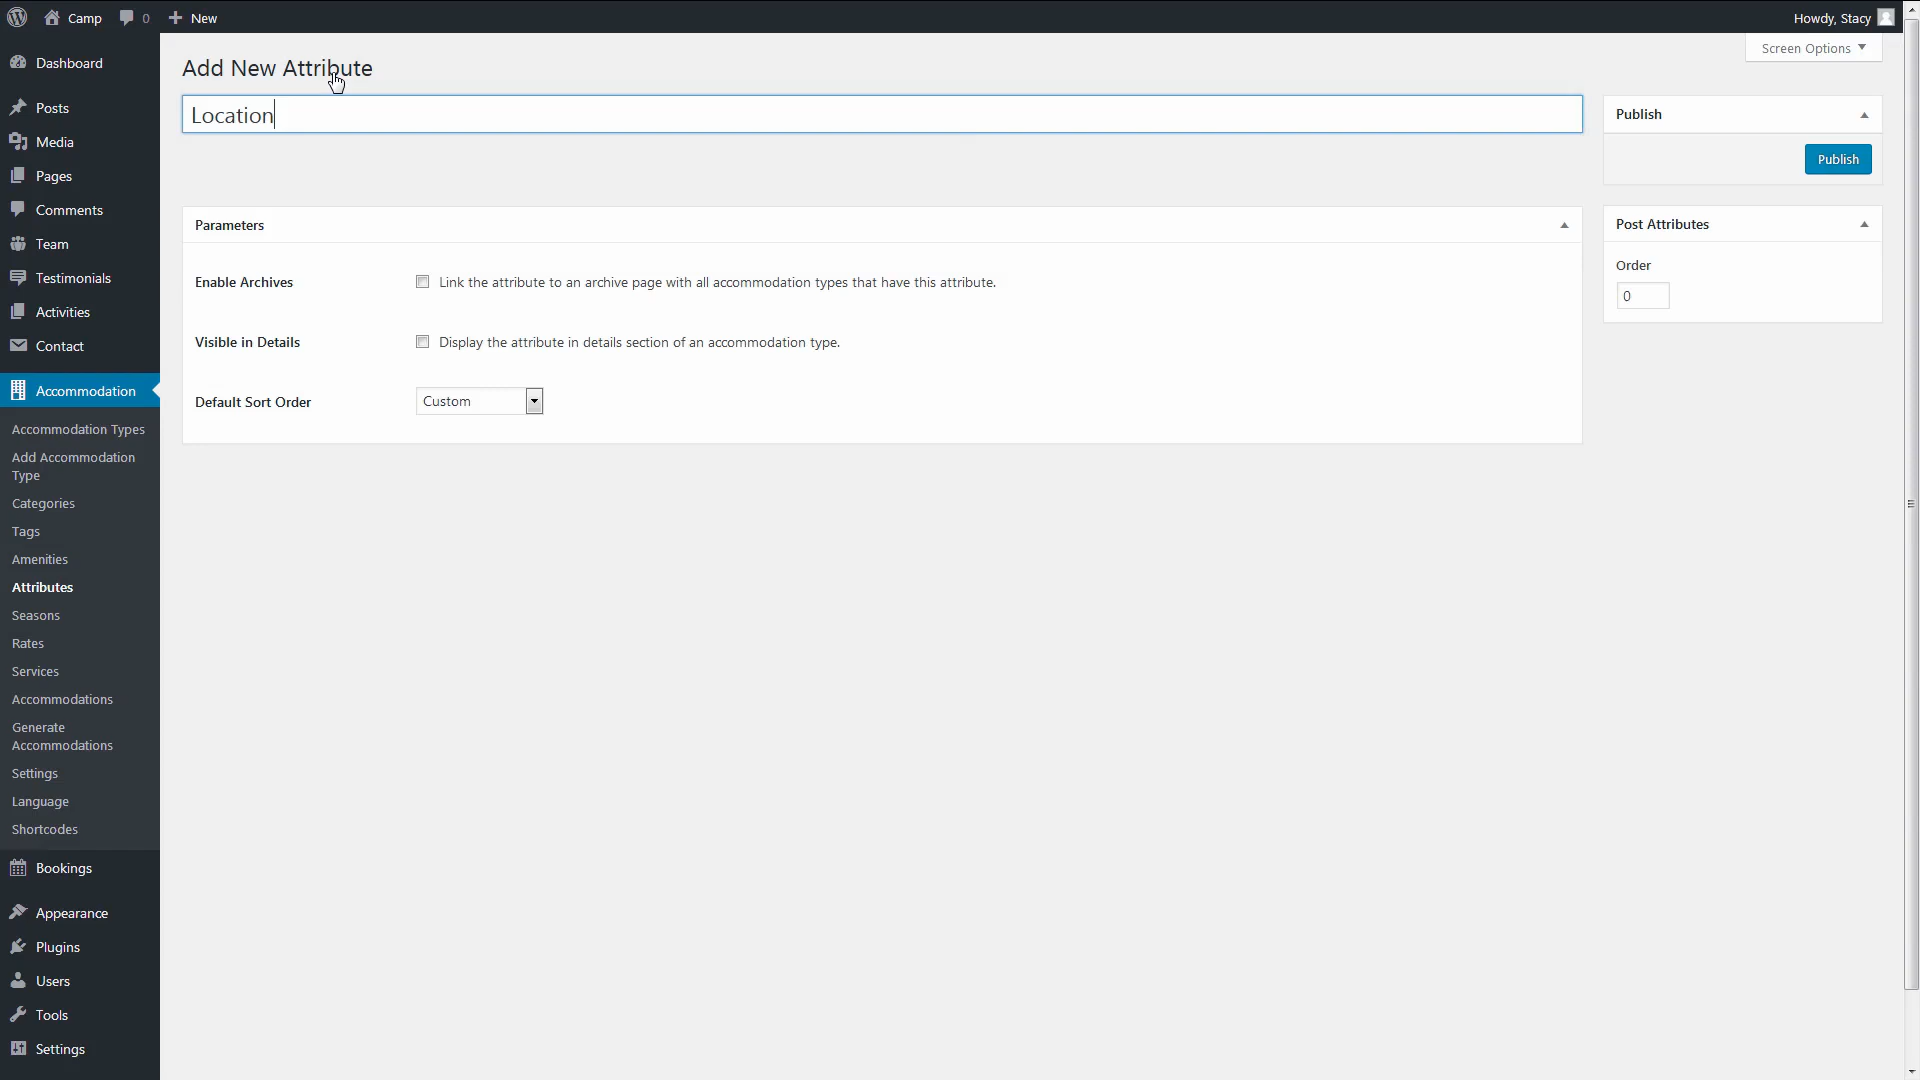 Camp
0
New
Howdy, Stacy
Screen Options
Dashboard
Posts
Media
Pages
Comments
Team
Testimonials
Activities
Contact
Accommodation
Accommodation Types
Add Accommodation
Type
Categories
Tags
Amenities
Attributes
Seasons
Rates
Services
Accommodations
Generate
Accommodations
Settings
Language
Shortcodes
Bookings
Appearance
Plugins
Users
Tools
Settings
Add New Attribute
Location
Parameters
Enable Archives
Link the attribute to an archive page with all accommodation types that have this attribute.
Visible in Details
Display the attribute in details section of an accommodation type.
Default Sort Order
Custom
Publish
Publish
Post Attributes
Order
0